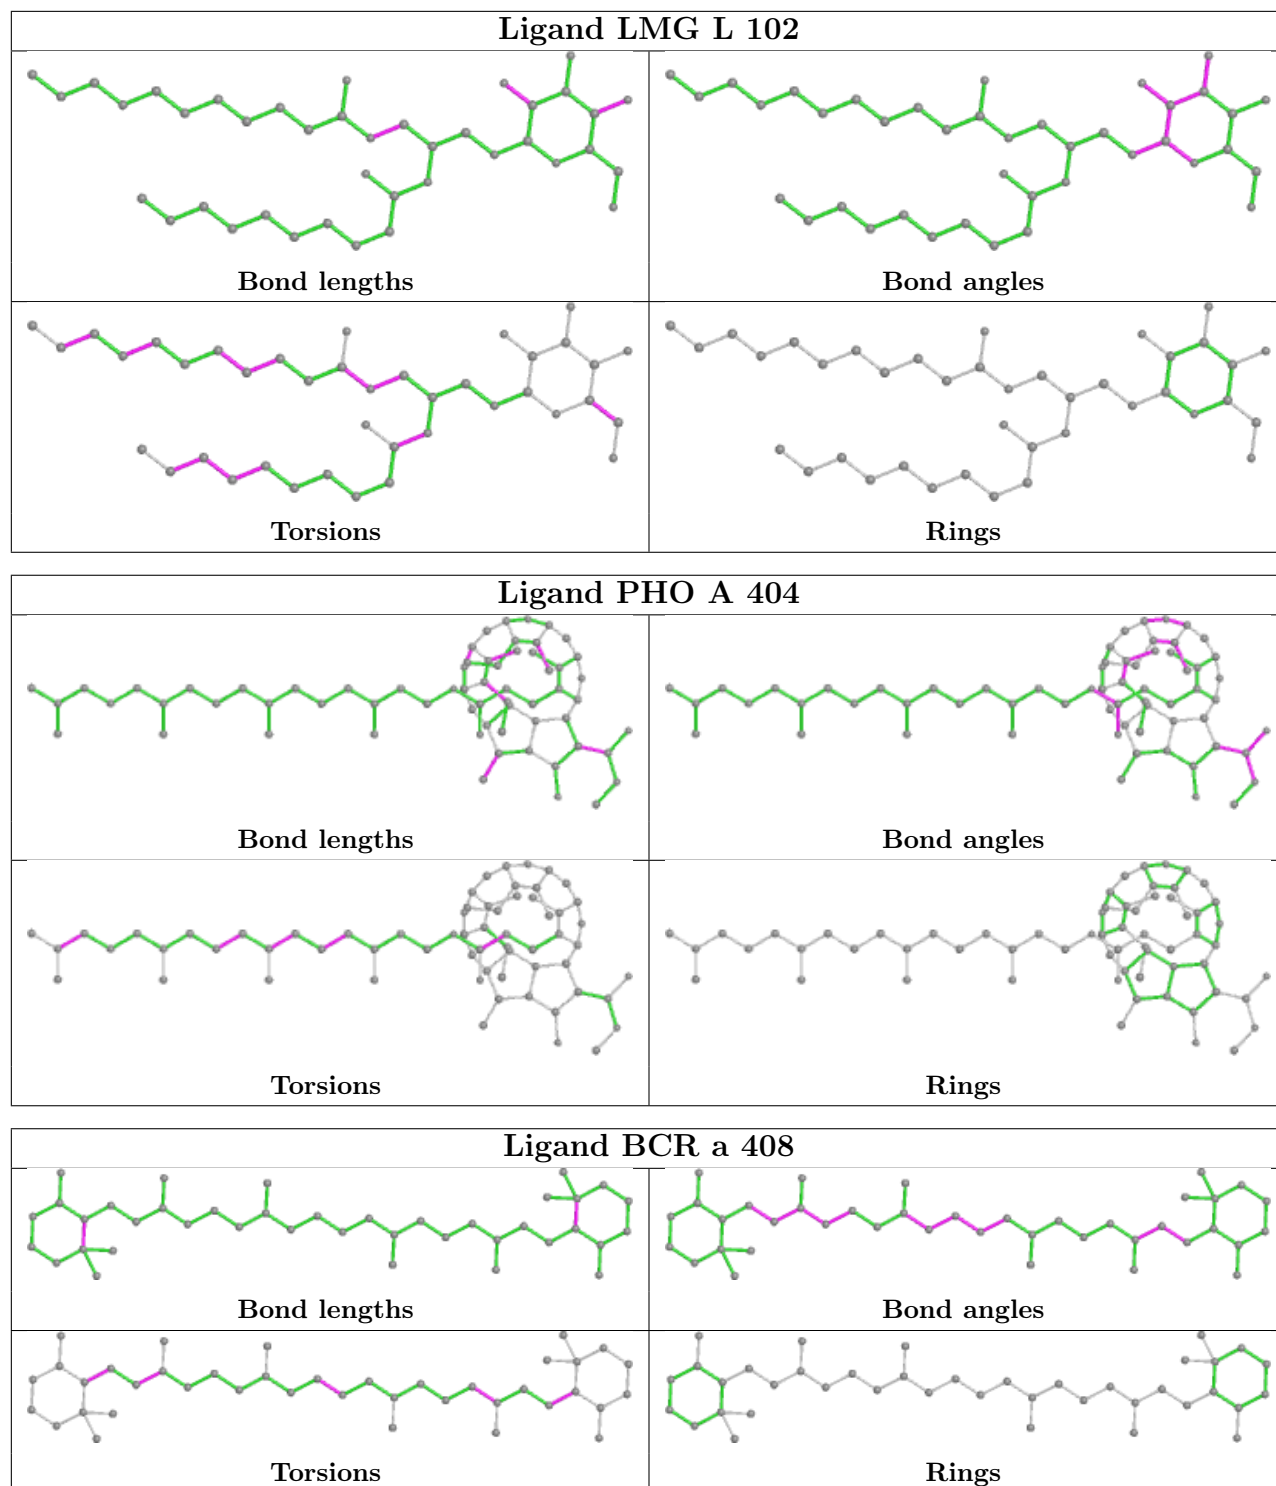 Ligand LMG L 102
Bond lengths
Bond angles
Torsions
Rings
Ligand PHO A 404
Bond lengths
Bond angles
Torsions
Rings
Ligand BCR a 408
Bond lengths
Bond angles
Torsions
Rings